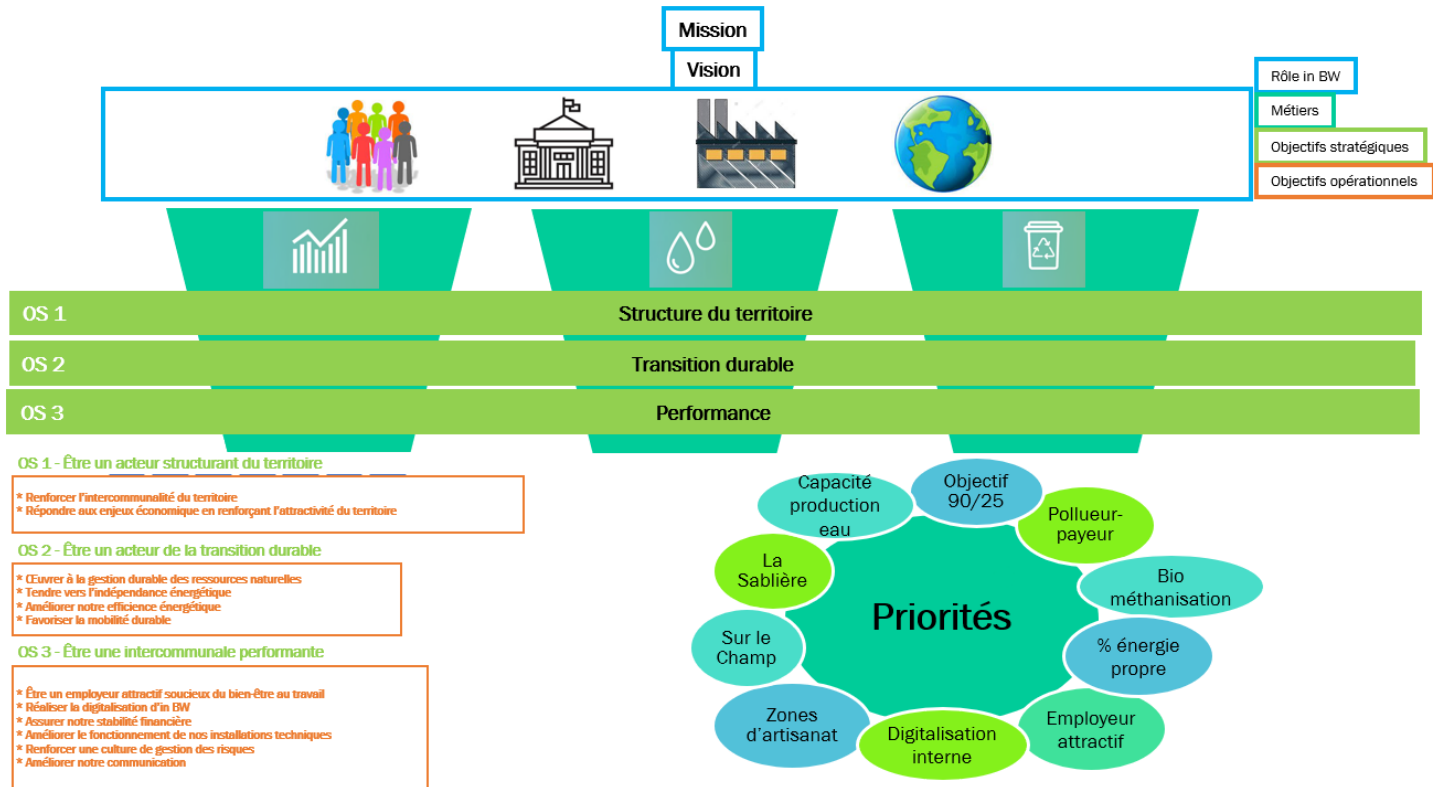 Mission
Vision
Rôle in BW
Métiers
Objectifs stratégiques
Objectifs opérationnels
OS 1
Structure du territoire
OS 2
Transition durable
OS 3
Performance
OS 1 - Être un acteur structurant du territoire
* Renforcer l'intercommunalité du territoire
* Répondre aux enjeux économique en renforçant l'attractivité du territoire
OS 2 - Être un acteur de la transition durable
* Œuvrer à la gestion durable des ressources naturelles
* Tendre vers l'indépendance énergétique
* Améliorer notre efficience énergétique
* Favoriser la mobilité durable
OS 3 - Être une intercommunale performante
* Être un employeur attractif soucieux du bien-être au travail
* Réaliser la digitalisation d'in BW
* Assurer notre stabilité financière
* Améliorer le fonctionnement de nos installations techniques
* Renforcer une culture de gestion des risques
* Améliorer notre communication
Priorités
Objectif
90/25
Pollueur-
payeur
Bio
méthanisation
% énergie
propre
Employeur
attractif
Digitalisation
interne
Zones
d'artisanat
Sur le
Champ
La
Sablière
Capacité
production
eau